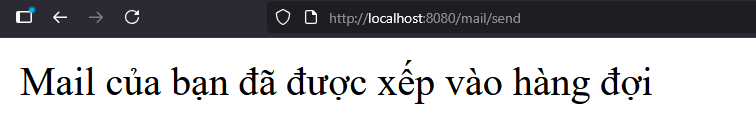 http://localhost:8080/mail/send
Mail của bạn đã được xếp vào hàng đợi